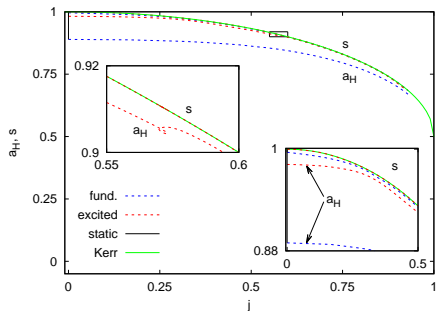 1
0.75
0.5
0.25
0
0
0.25
0.5
0.75
1
a_H, s
j
s
a_H
0.92
0.9
0.55
0.6
s
a_H
1
0.88
0
0.5
s
a_H
fund.
excited
static
Kerr